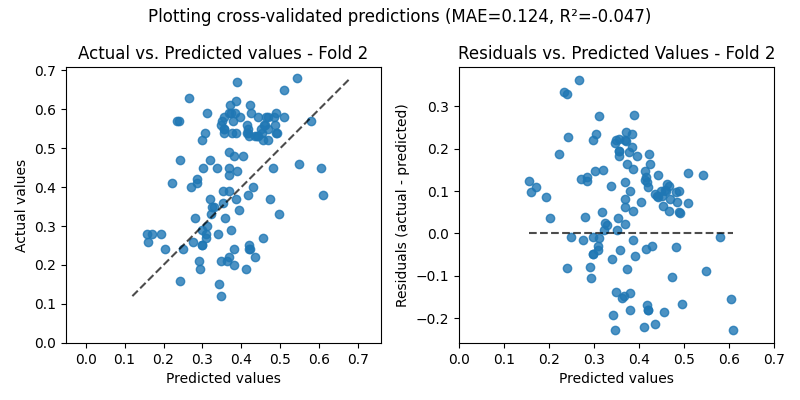 Plotting cross-validated predictions (MAE=0.124, R²=-0.047)
Actual vs. Predicted values - Fold 2
0.7
0.6
0.5
0.4
0.3
0.2
0.1
0.0
Actual values
0.0 0.1 0.2 0.3 0.4 0.5 0.6 0.7
Predicted values
Residuals vs. Predicted Values - Fold 2
0.3
0.2
0.1
0.0
−0.1
−0.2
Residuals (actual - predicted)
0.0 0.1 0.2 0.3 0.4 0.5 0.6 0.7
Predicted values